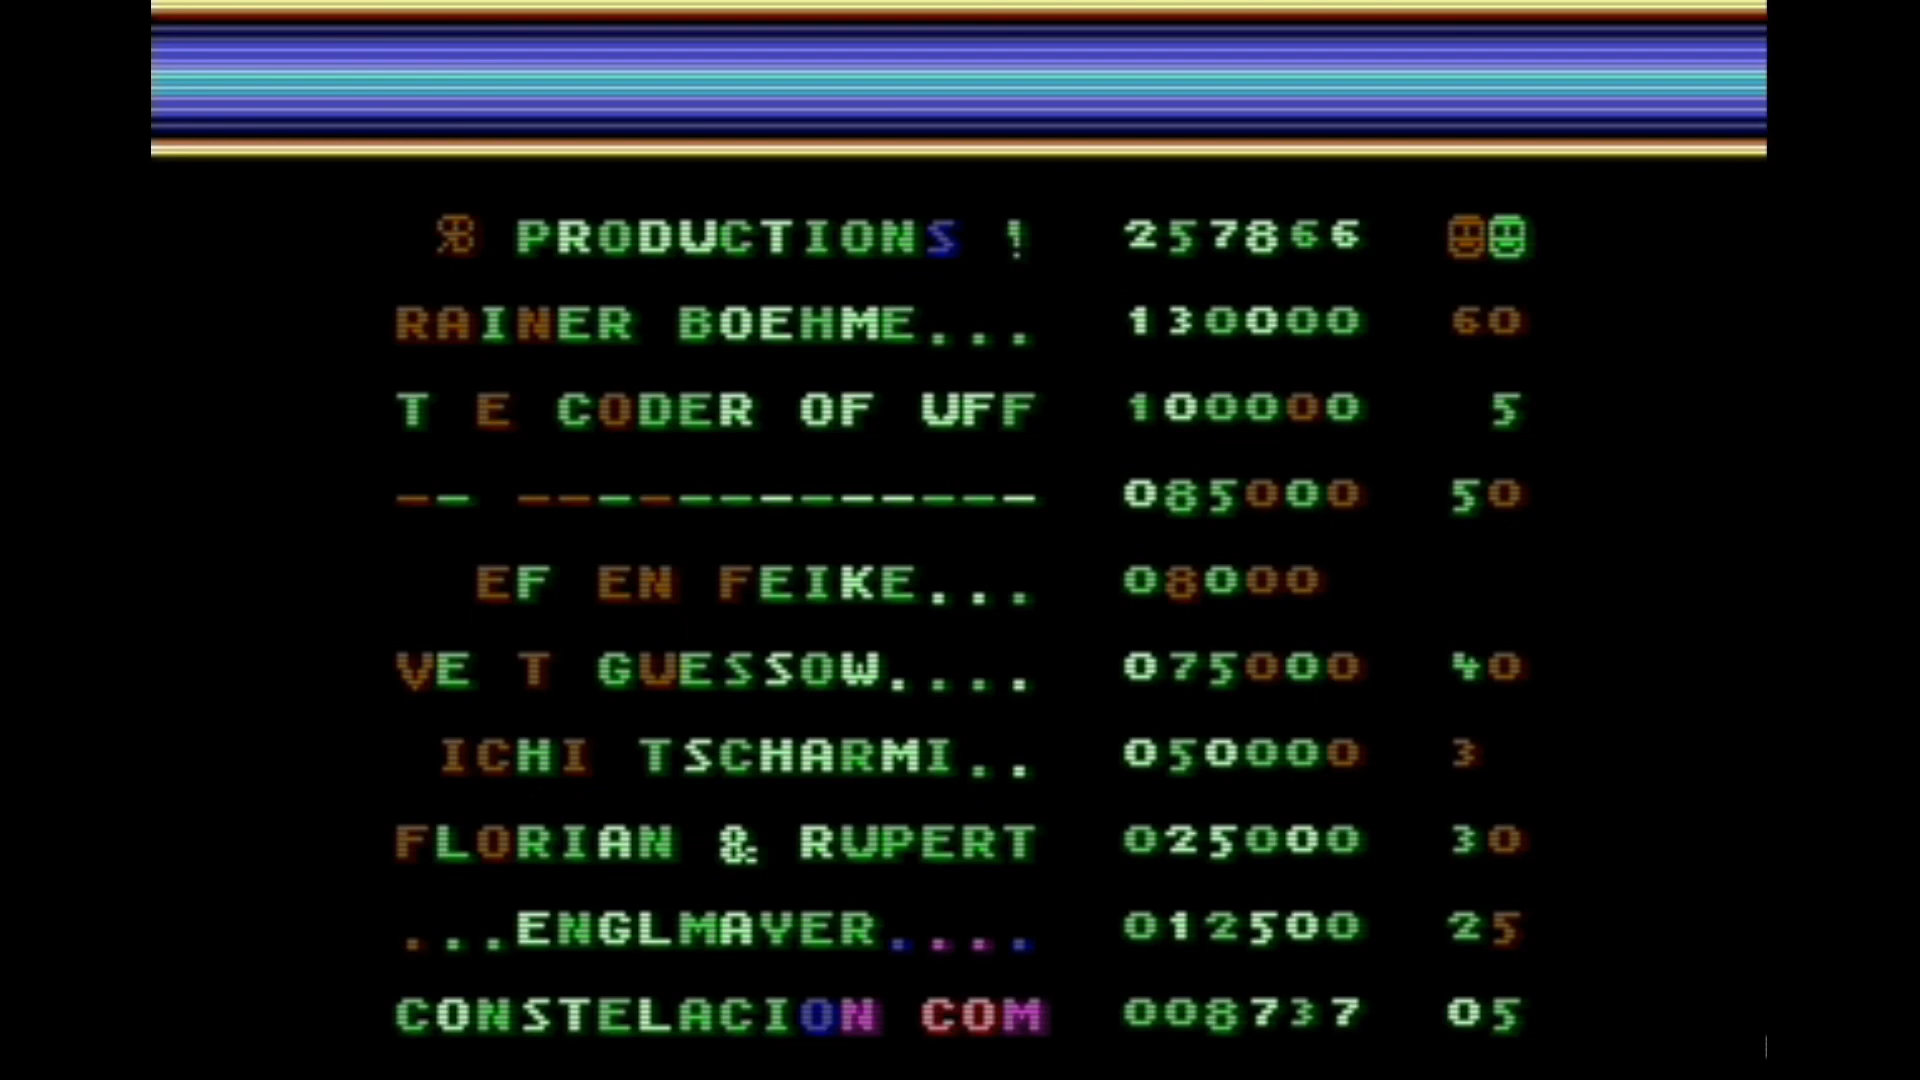 PRODUCTIONS ! 257866
RAINER BOEHME... 130000 60
T E CODER OF UFF 100000 5
-- ------------- 085000 50
EF EN FEIKE... 08000
VE T GUESSOW.... 075000 40
ICHI TSCHARMI.. 050000 3
FLORIAN & RUPERT 025000 30
...ENGLMAYER.... 012500 25
CONSTELACION COM 008737 05